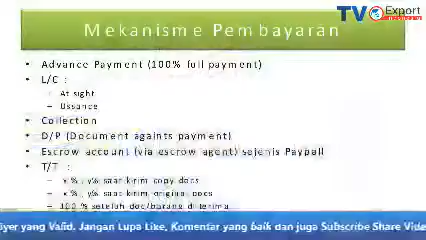 TVO Export
Mekanisme Pembayaran
• Advance Payment (100% full payment)
• L/C :
– At sight
– Ussance
• Collection
• D/P (Document againts payment)
• Escrow account (via escrow agent) sejenis Paypall
• T/T :
– x%, y% saat kirim copy docs
– x%, y% saat kirim original docs
– 100 % setelah doc/barang diterima
uyer yang Valid. Jangan Lupa Like, Komentar yang baik dan juga Subscribe Share Vide